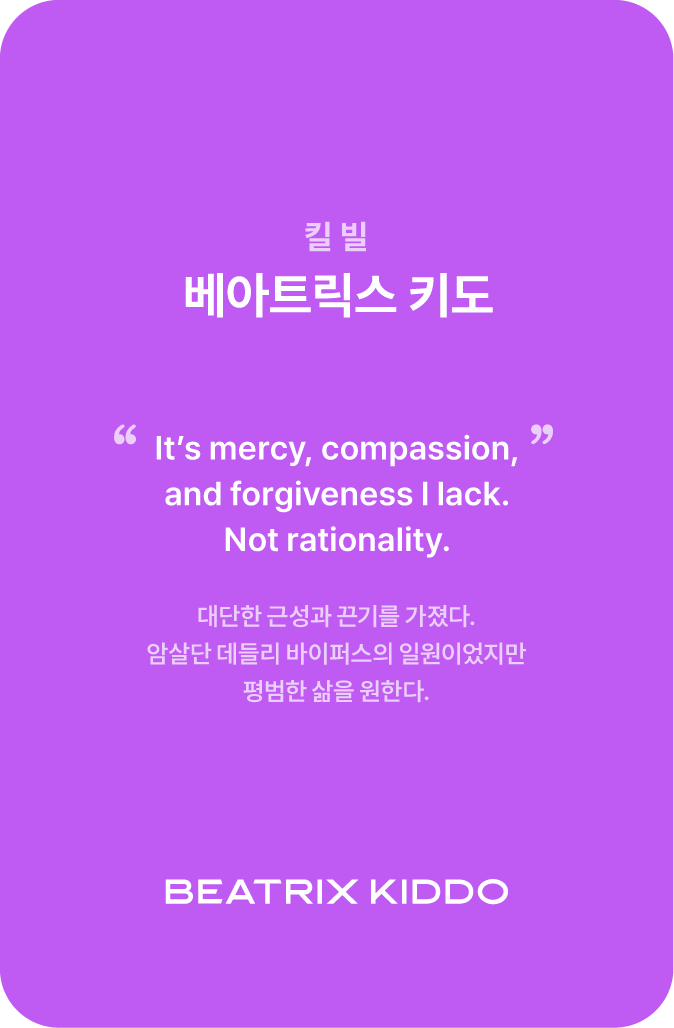 킬 빌
베아트릭스 키도
“ It’s mercy, compassion, ”
and forgiveness I lack.
Not rationality.
대단한 근성과 끈기를 가졌다.
암살단 데들리 바이퍼스의 일원이었지만
평범한 삶을 원한다.
BEATRIX KIDDO